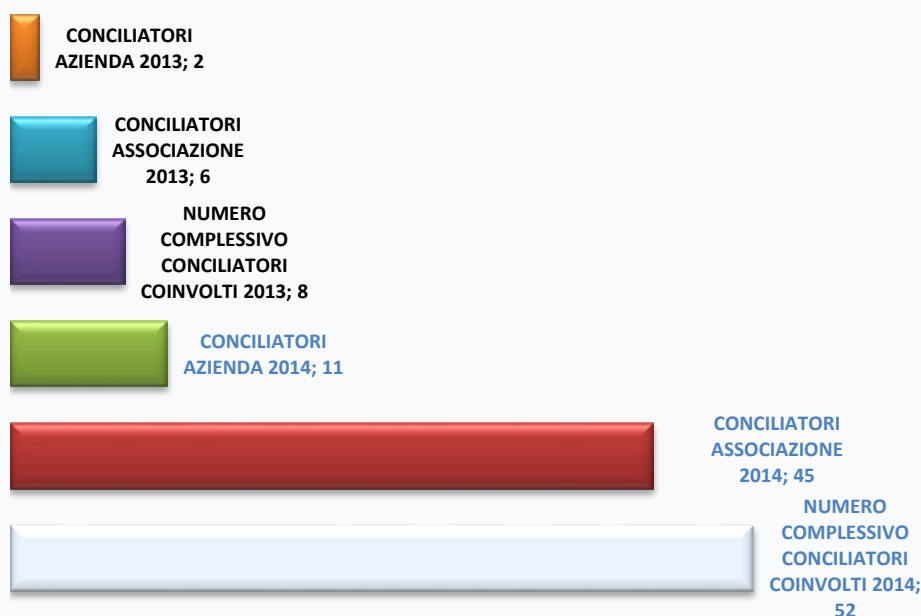 CONCILIATORI
AZIENDA 2013; 2
CONCILIATORI
ASSOCIAZIONE
2013; 6
NUMERO
COMPLESSIVO
CONCILIATORI
COINVOLTI 2013; 8
CONCILIATORI
AZIENDA 2014; 11
CONCILIATORI
ASSOCIAZIONE
2014; 45
NUMERO
COMPLESSIVO
CONCILIATORI
COINVOLTI 2014;
52